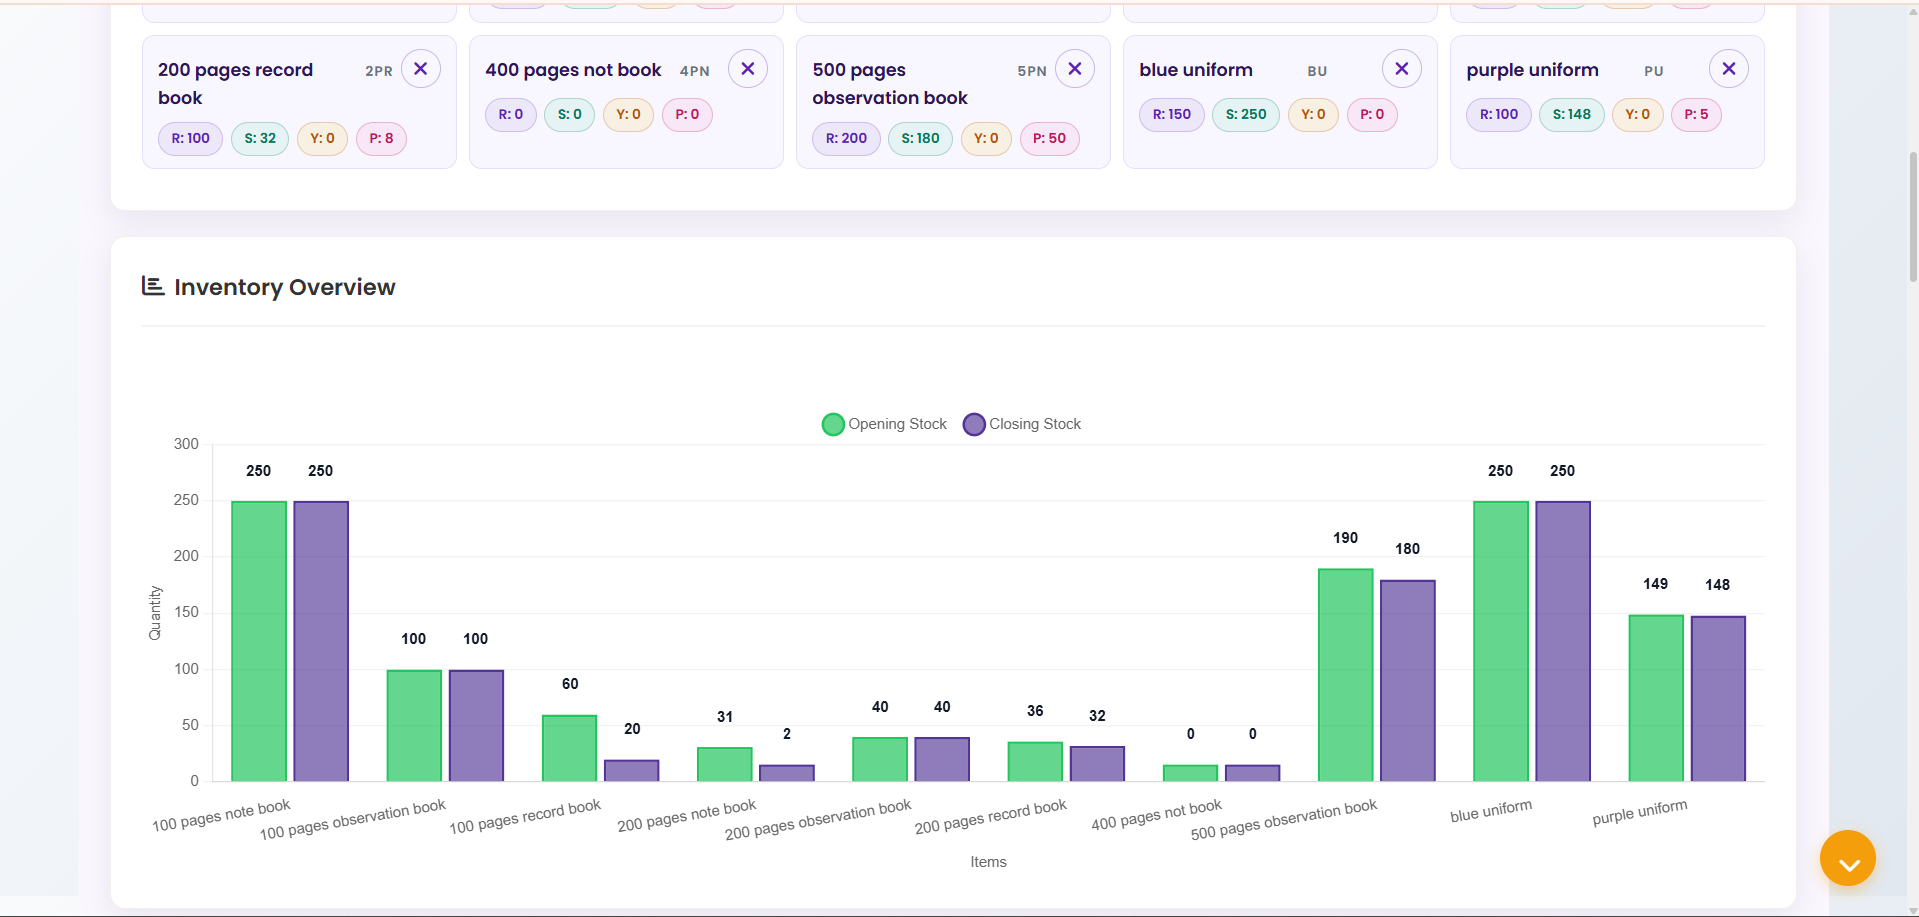 200 pages record 2PR
book
R: 100 S: 32 Y: 0 P: 8
400 pages not book 4PN
R: 0 S: 0 Y: 0 P: 0
500 pages 5PN
observation book
R: 200 S: 180 Y: 0 P: 50
blue uniform BU
R: 150 S: 250 Y: 0 P: 0
purple uniform PU
R: 100 S: 148 Y: 0 P: 5
Inventory Overview
Opening Stock Closing Stock
Quantity
300
250
200
150
100
50
0
250 250
100 100
60 20
31 2
40 40
36 32
0 0
190 180
250 250
149 148
100 pages note book
100 pages observation book
100 pages record book
200 pages note book
200 pages observation book
200 pages record book
400 pages not book
500 pages observation book
blue uniform
purple uniform
Items